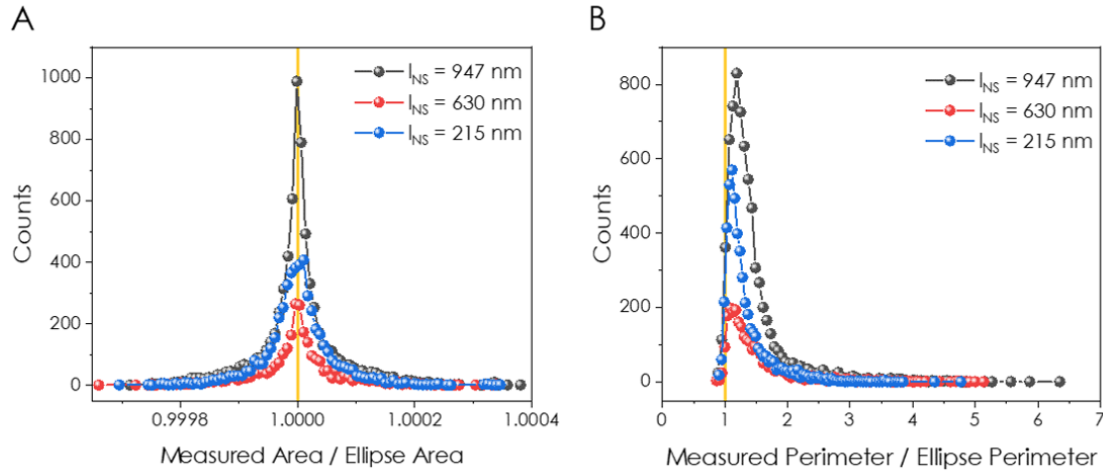 A
1000
800
600
400
200
0
Counts
l_NS = 947 nm
l_NS = 630 nm
l_NS = 215 nm
0.9998 1.0000 1.0002 1.0004
Measured Area / Ellipse Area
B
800
600
400
200
0
Counts
l_NS = 947 nm
l_NS = 630 nm
l_NS = 215 nm
0 1 2 3 4 5 6 7
Measured Perimeter / Ellipse Perimeter